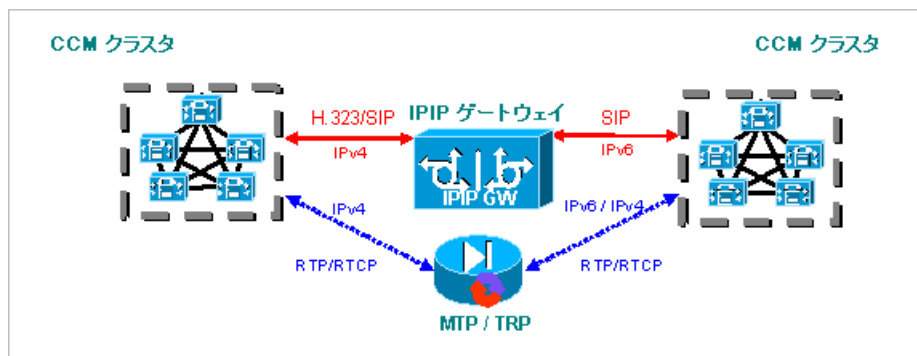 CCM クラスタ
CCM クラスタ
IPIP ゲートウェイ
H.323/SIP
SIP
IPv4
IPv6
IPIP GW
IPv4
IPv6 / IPv4
RTP/RTCP
RTP/RTCP
MTP / TRP